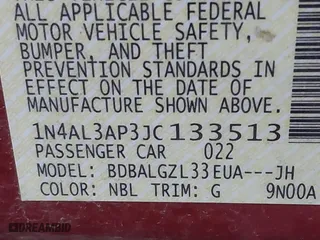 ALL APPLICABLE FEDERAL
MOTOR VEHICLE SAFETY,
BUMPER, AND THEFT
PREVENTION STANDARDS IN
EFFECT ON THE DATE OF
MANUFACTURE SHOWN ABOVE.
1N4AL3AP3JC133513
PASSENGER CAR 022
MODEL: BDBALGZL33EUA---JH
COLOR: NBL TRIM: G 9N00A
DREAMBID